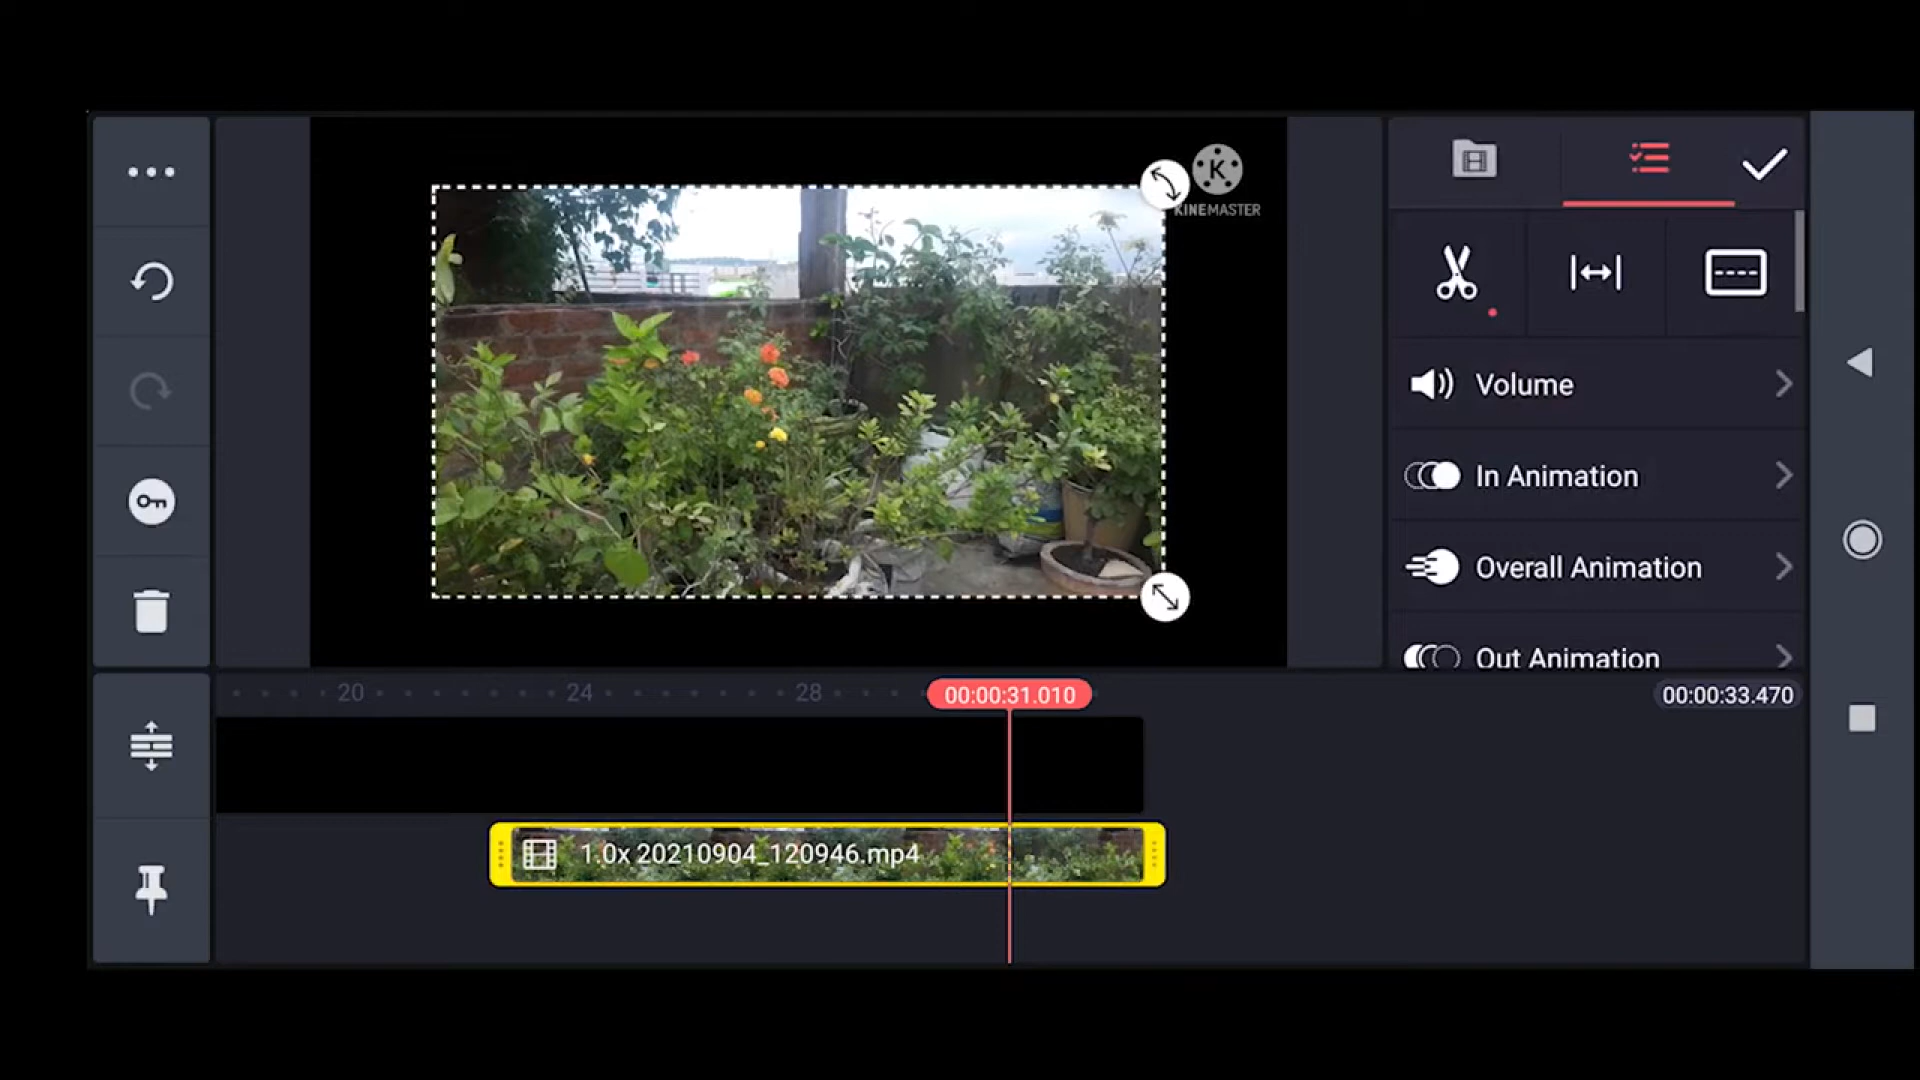 KINEMASTER
Volume
In Animation
Overall Animation
Out Animation
20
24
28
00:00:31.010
00:00:33.470
1.0x 20210904_120946.mp4